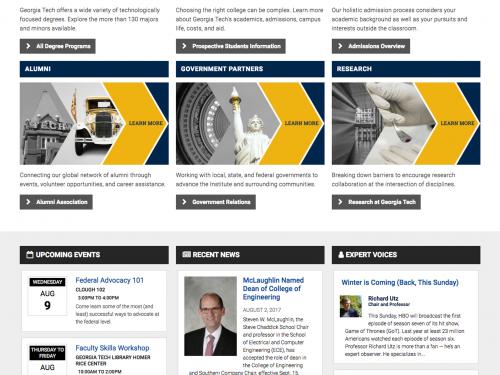 Georgia Tech offers a wide variety of technologically
focused degrees. Explore the more than 130 majors
and minors available.
All Degree Programs
Choosing the right college can be complex. Learn more
about Georgia Tech's academics, admissions, campus
life, costs, and aid.
Prospective Students Information
Our holistic admission process considers your
academic background as well as your pursuits and
interests outside the classroom.
Admissions Overview
ALUMNI
LEARN MORE
Connecting our global network of alumni through
events, volunteer opportunities, and career assistance.
Alumni Association
GOVERNMENT PARTNERS
LEARN MORE
Working with local, state, and federal governments to
advance the Institute and surrounding communities.
Government Relations
RESEARCH
LEARN MORE
Breaking down barriers to encourage research
collaboration at the intersection of disciplines.
Research at Georgia Tech
UPCOMING EVENTS
WEDNESDAY
AUG
9
Federal Advocacy 101
CLOUGH 102
3:00PM TO 4:00PM
Come learn some of the most (and
least) successful ways to advocate at
the federal level
THURSDAY TO
FRIDAY
AUG
Faculty Skills Workshop
GEORGIA TECH LIBRARY HOMER
RICE CENTER
10:00AM TO 2:00PM
RECENT NEWS
McLaughlin Named
Dean of College of
Engineering
AUGUST 2, 2017
Steven W. McLaughlin, the
Steve Chaddick School Chair
and professor in the School
of Electrical and Computer
Engineering (ECE), has
accepted the role of dean in
the College of Engineering
and Southern Company Chair, effective Sept. 15.
EXPERT VOICES
Winter is Coming (Back, This Sunday)
Richard Utz
Chair and Professor
This Sunday, HBO will broadcast the first
episode of season seven of its hit show,
Game of Thrones (GoT). Last year at least 23 million
Americans watched each episode of season six.
Professor Richard Utz is more than a fan — he's an
expert observer. He specializes in...